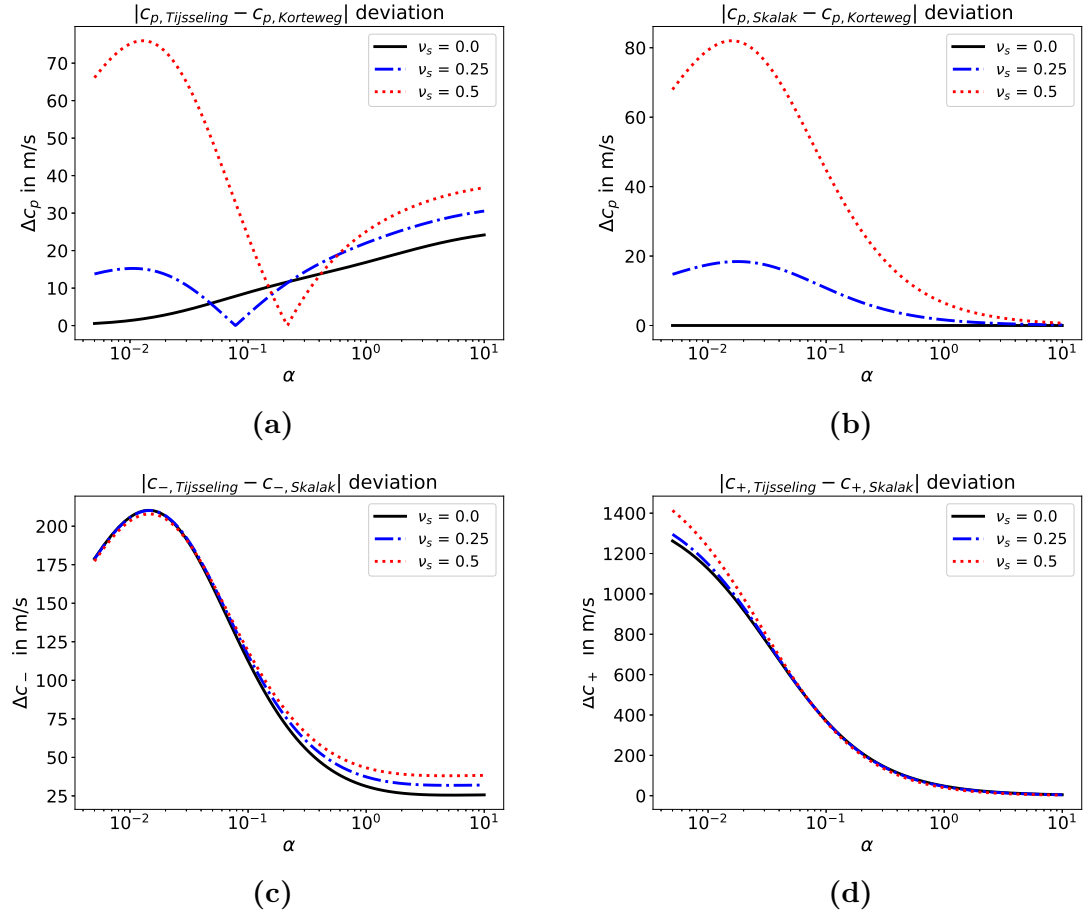 |c_{p, Tijsseling} − c_{p, Korteweg}| deviation
Δc_p in m/s
70
60
50
40
30
20
10
0
ν_s = 0.0
ν_s = 0.25
ν_s = 0.5
10^{−2} 10^{−1} 10^0 10^1
α
(a)
|c_{p, Skalak} − c_{p, Korteweg}| deviation
Δc_p in m/s
80
60
40
20
0
ν_s = 0.0
ν_s = 0.25
ν_s = 0.5
10^{−2} 10^{−1} 10^0 10^1
α
(b)
|c_{−, Tijsseling} − c_{−, Skalak}| deviation
Δc_− in m/s
200
175
150
125
100
75
50
25
ν_s = 0.0
ν_s = 0.25
ν_s = 0.5
10^{−2} 10^{−1} 10^0 10^1
α
(c)
|c_{+, Tijsseling} − c_{+, Skalak}| deviation
Δc_+ in m/s
1400
1200
1000
800
600
400
200
0
ν_s = 0.0
ν_s = 0.25
ν_s = 0.5
10^{−2} 10^{−1} 10^0 10^1
α
(d)